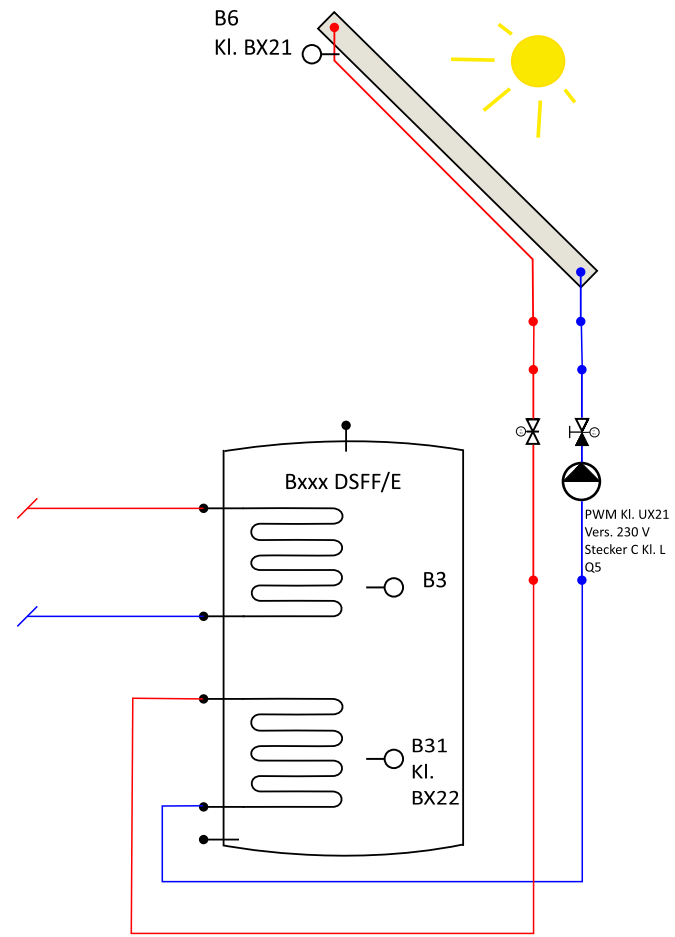 B6
Kl. BX21
Bxxx DSFF/E
PWM Kl. UX21
Vers. 230 V
Stecker C Kl. L
Q5
B3
B31
Kl.
BX22